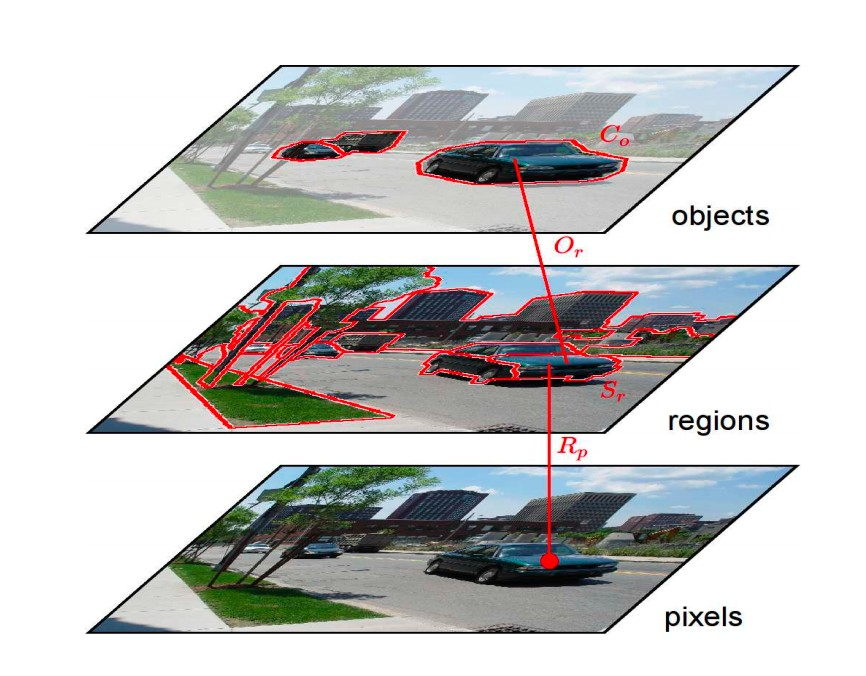 C_o
objects
O_r
S_r
regions
R_p
pixels